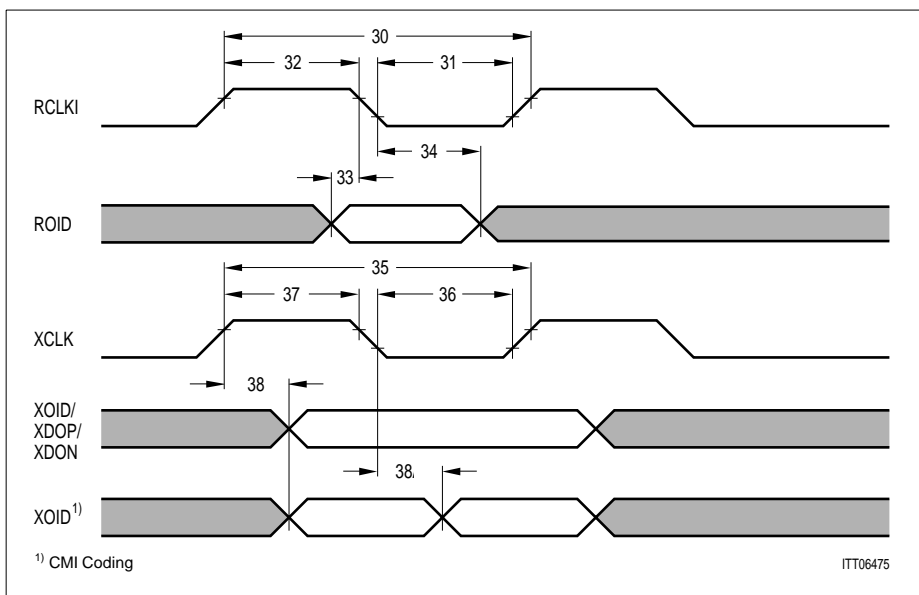 30
32
31
RCLKI
34
33
ROID
35
37
36
XCLK
38
XOID/
XDOP/
XDON
38
XOID1)
1) CMI Coding
ITT06475